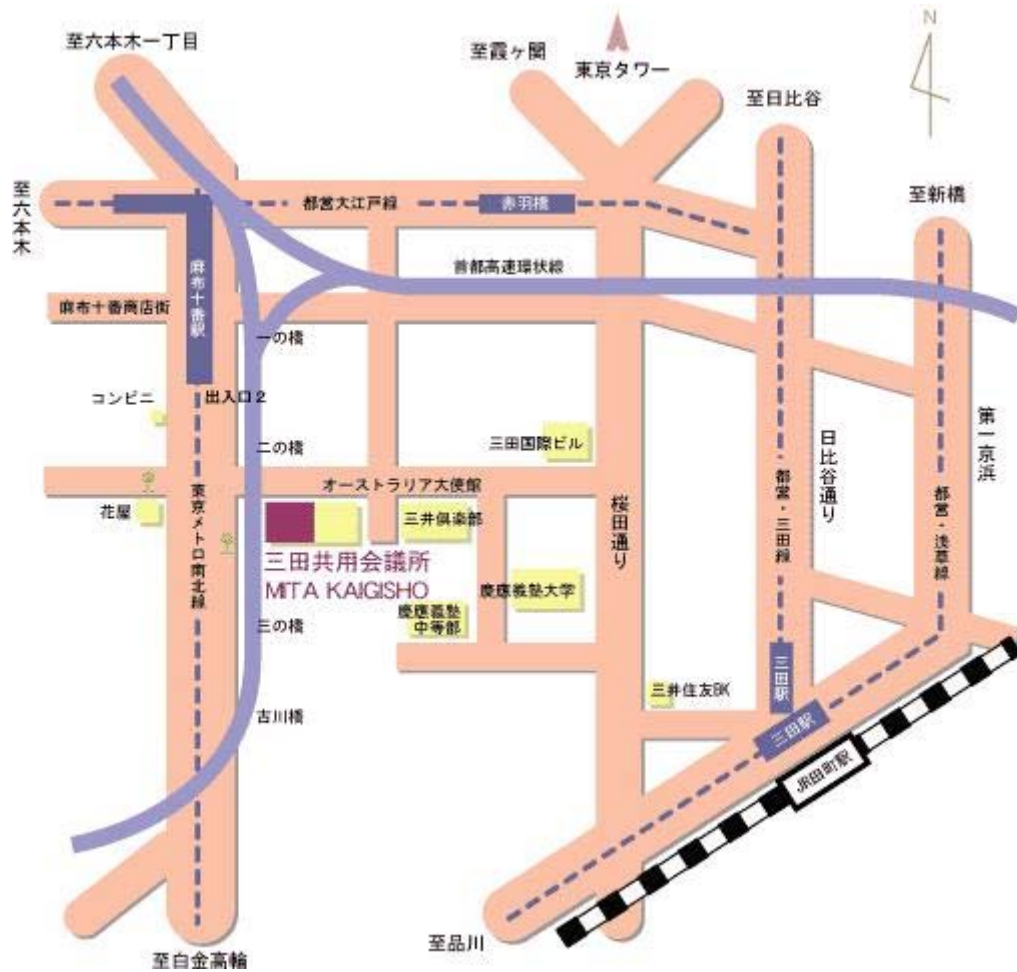 至六本木一丁目
至霞ヶ関
東京タワー
N
至日比谷
至六本木
都営大江戸線
赤羽橋
至新橋
麻布十番駅
首都高速環状線
麻布十番商店街
一の橋
コンビニ
出入口2
二の橋
三田国際ビル
日比谷通り
第一京浜
オーストラリア大使館
花屋
東京メトロ南北線
三井倶楽部
桜田通り
都営・三田線
都営・浅草線
三田共用会議所
MITA KAIGISHO
慶應義塾大学
慶應義塾
中等部
三の橋
三田駅
三井住友BK
古川橋
三田駅
JR田町駅
至品川
至白金高輪